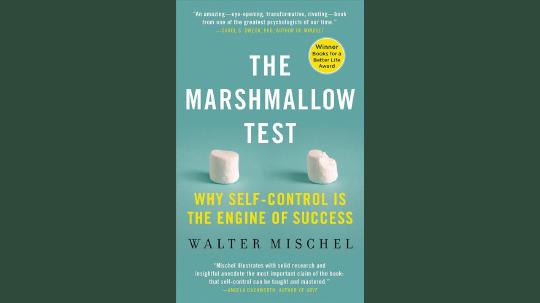 "An amazing—eye-opening, transformative, riveting—book
from one of the greatest psychologists of our time."
—CAROL S. DWECK, PHD, AUTHOR OF MINDSET
Winner
Books for a
Better Life
Award
THE
MARSHMALLOW
TEST
WHY SELF-CONTROL IS
THE ENGINE OF SUCCESS
WALTER MISCHEL
"Mischel illustrates with solid research and
insightful anecdote the most important claim of the book:
that self-control can be taught and mastered."
—ANGELA DUCKWORTH, AUTHOR OF GRIT